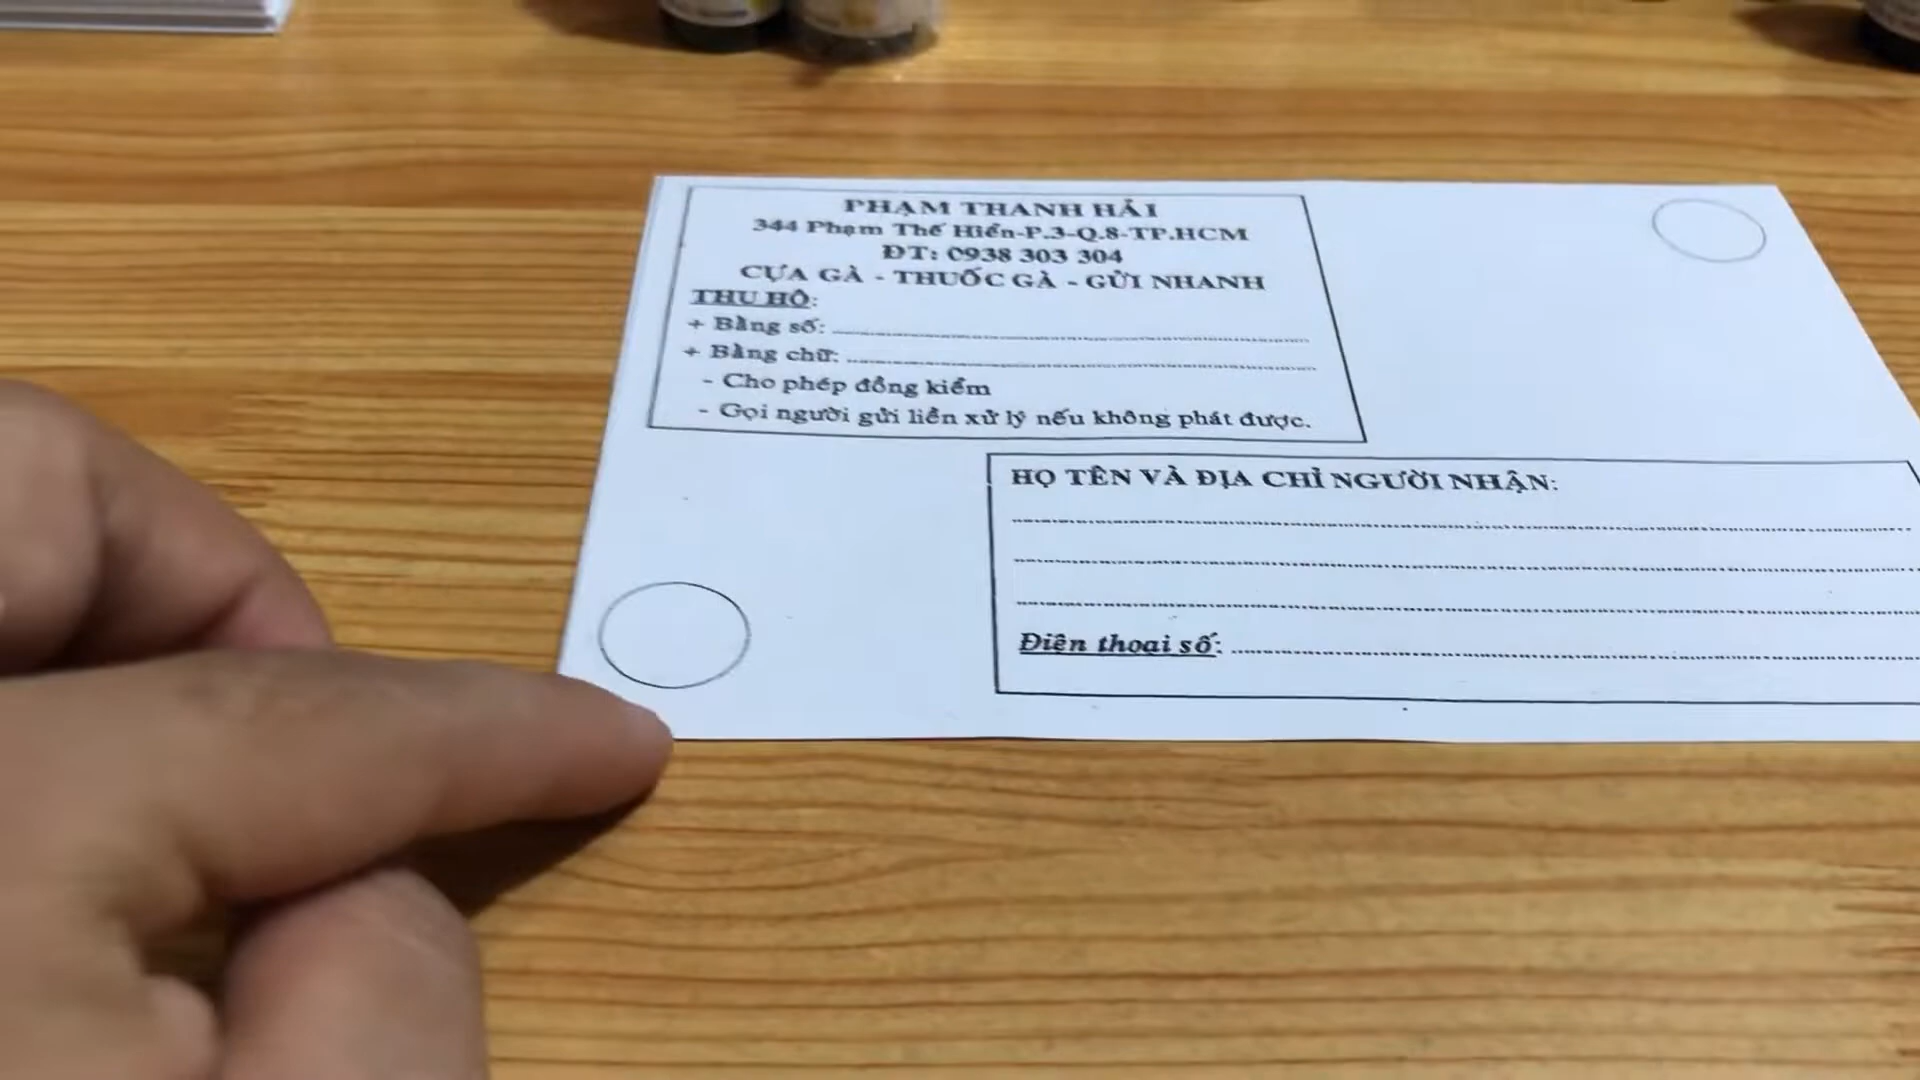 PHẠM THANH HẢI
344 Phạm Thế Hiển-P.3-Q.8-TP.HCM
ĐT: 0938 303 304
CỰA GÀ - THUỐC GÀ - GỬI NHANH
THU HỘ:
+ Bằng số:
+ Bằng chữ:
- Cho phép đồng kiểm
- Gọi người gửi liền xử lý nếu không phát được.
HỌ TÊN VÀ ĐỊA CHỈ NGƯỜI NHẬN:
Điện thoại số: